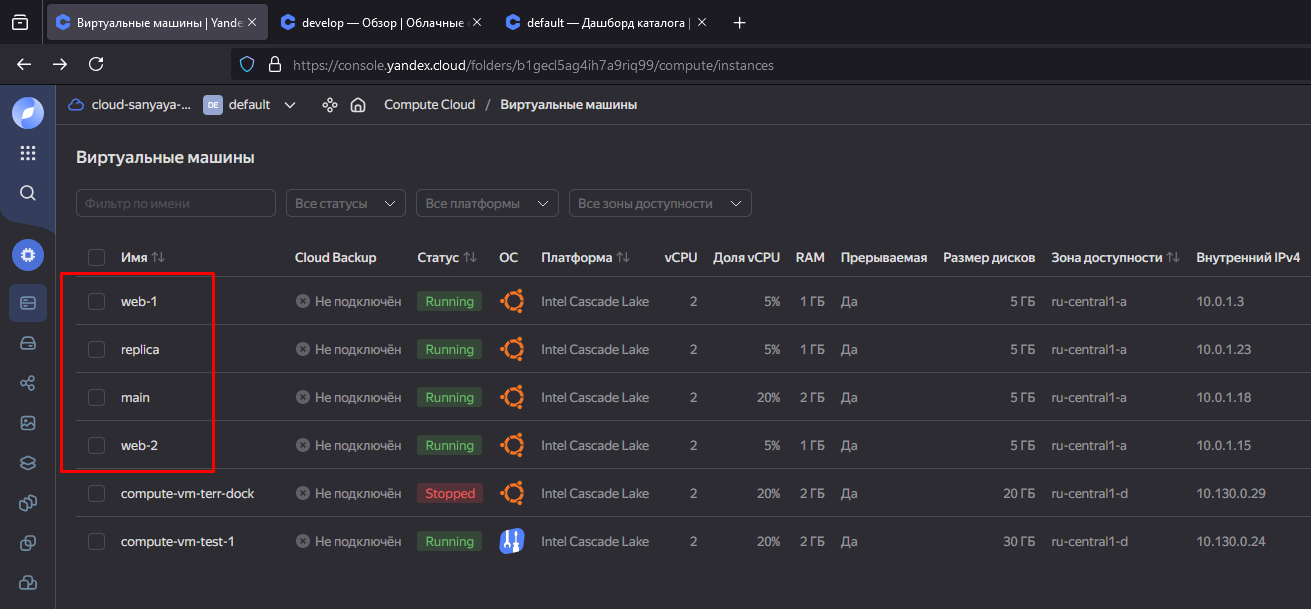 Виртуальные машины | Yande
develop — Обзор | Облачные
default — Дашборд каталога |
https://console.yandex.cloud/folders/b1gecl5ag4ih7a9riq99/compute/instances
cloud-sanyaya-... DE default Compute Cloud / Виртуальные машины
Виртуальные машины
Фильтр по имени Все статусы Все платформы Все зоны доступности
Имя Cloud Backup Статус ОС Платформа vCPU Доля vCPU RAM Прерываемая Размер дисков Зона доступности Внутренний IPv4
web-1 Не подключён Running Intel Cascade Lake 2 5% 1 ГБ Да 5 ГБ ru-central1-a 10.0.1.3
replica Не подключён Running Intel Cascade Lake 2 5% 1 ГБ Да 5 ГБ ru-central1-a 10.0.1.23
main Не подключён Running Intel Cascade Lake 2 20% 2 ГБ Да 5 ГБ ru-central1-a 10.0.1.18
web-2 Не подключён Running Intel Cascade Lake 2 5% 1 ГБ Да 5 ГБ ru-central1-a 10.0.1.15
compute-vm-terr-dock Не подключён Stopped Intel Cascade Lake 2 20% 2 ГБ Да 20 ГБ ru-central1-d 10.130.0.29
compute-vm-test-1 Не подключён Running Intel Cascade Lake 2 20% 2 ГБ Да 30 ГБ ru-central1-d 10.130.0.24